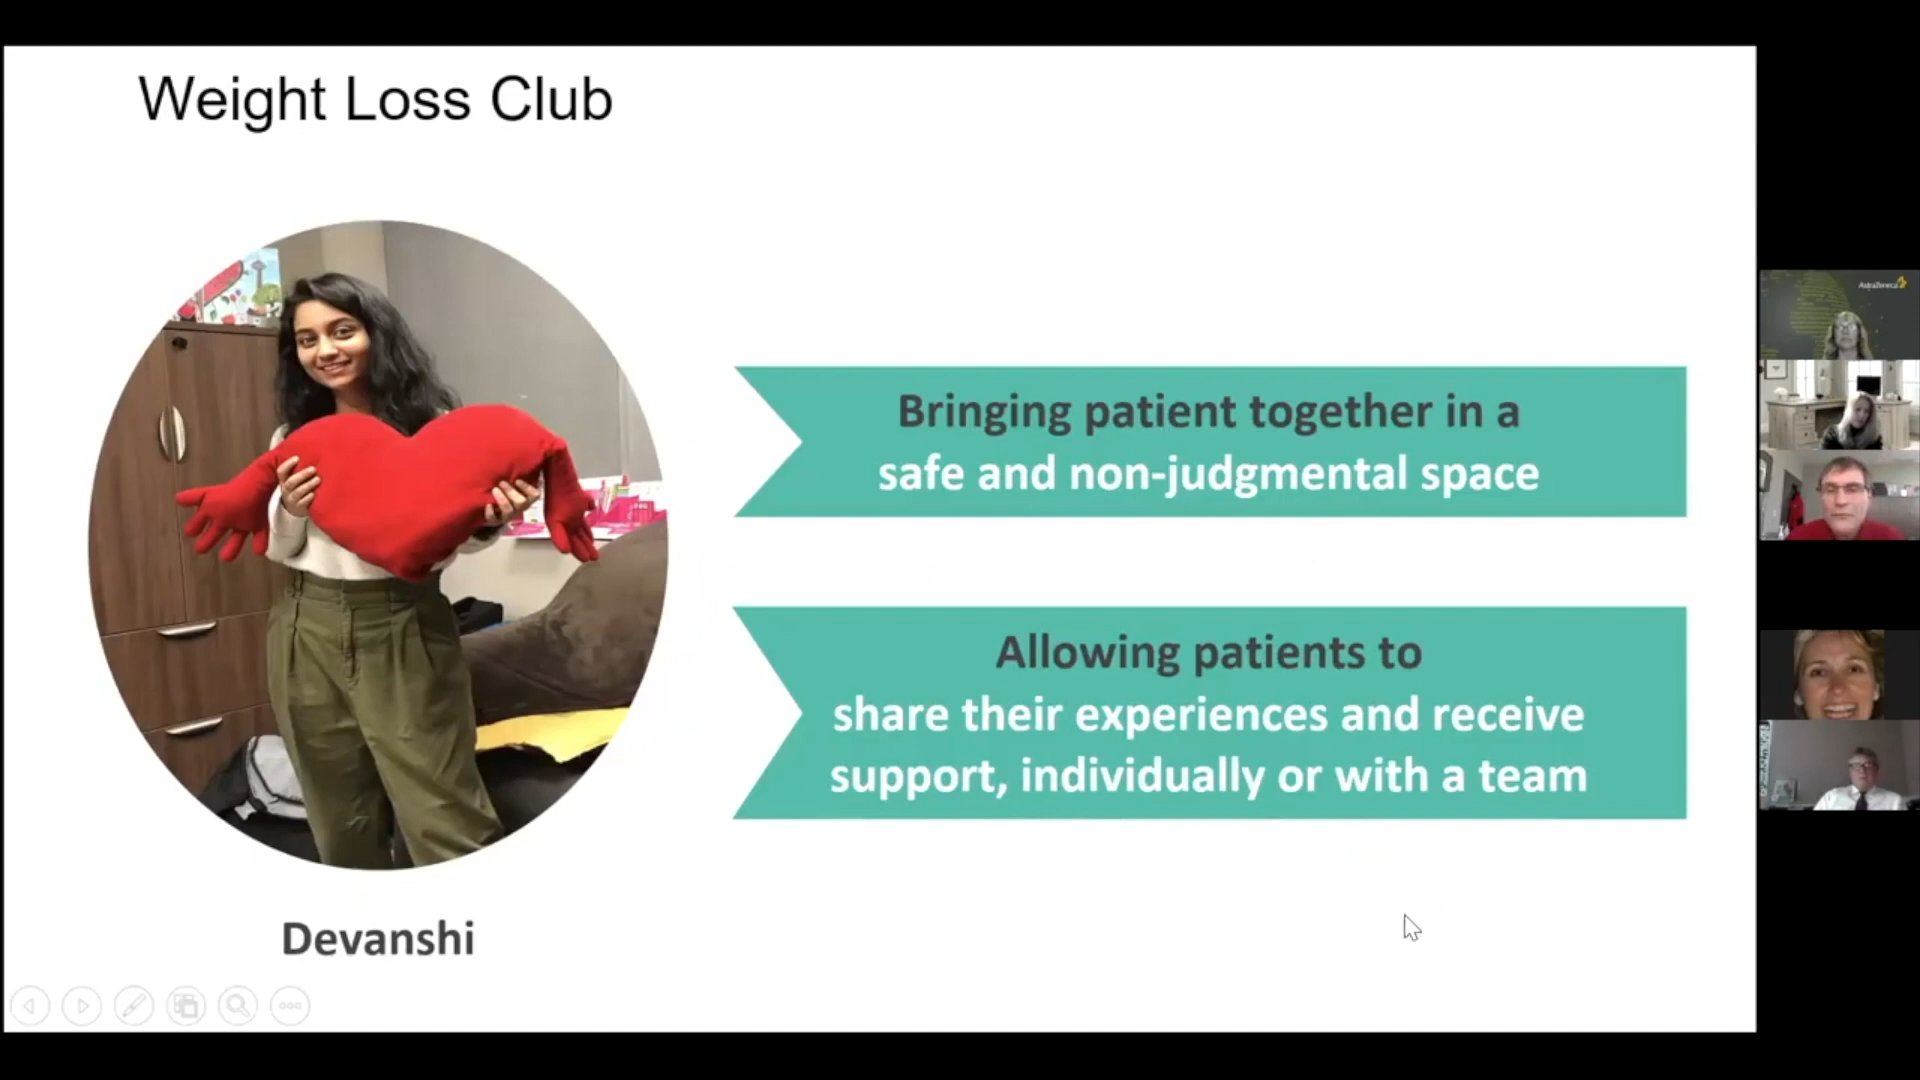 Weight Loss Club
AstraZeneca
Bringing patient together in a
safe and non-judgmental space
Allowing patients to
share their experiences and receive
support, individually or with a team
Devanshi